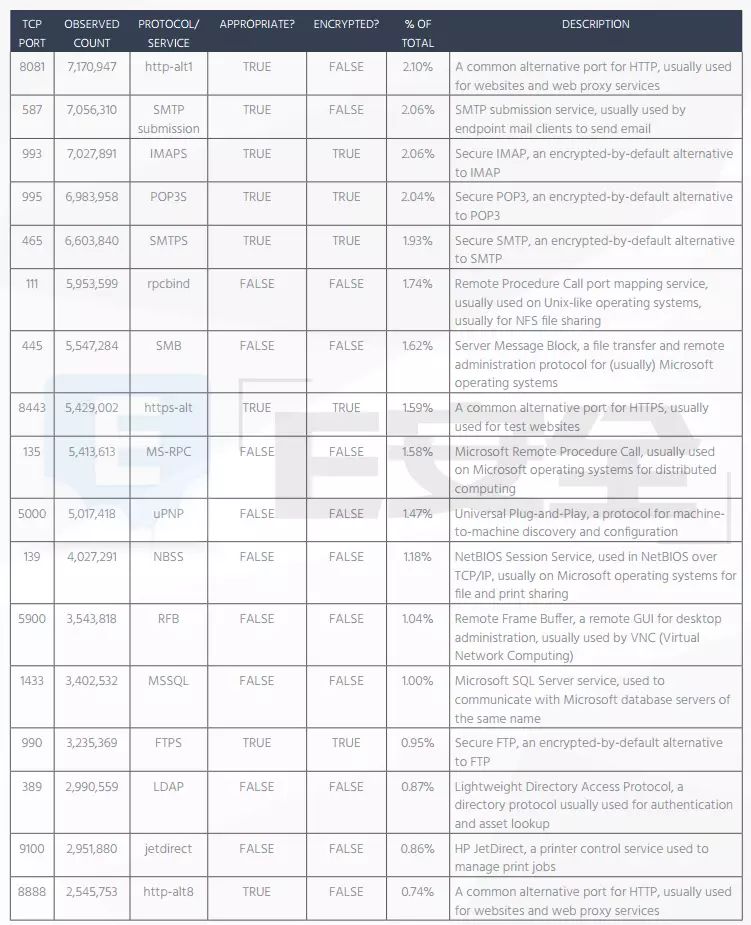 TCP PORT OBSERVED COUNT PROTOCOL/ SERVICE APPROPRIATE? ENCRYPTED? % OF TOTAL DESCRIPTION
8081 7,170,947 http-alt1 TRUE FALSE 2.10% A common alternative port for HTTP, usually used
for websites and web proxy services
587 7,056,310 SMTP submission TRUE FALSE 2.06% SMTP submission service, usually used by
endpoint mail clients to send email
993 7,027,891 IMAPS TRUE TRUE 2.06% Secure IMAP, an encrypted-by-default alternative
to IMAP
995 6,983,958 POP3S TRUE TRUE 2.04% Secure POP3, an encrypted-by-default alternative
to POP3
465 6,603,840 SMTPS TRUE TRUE 1.93% Secure SMTP, an encrypted-by-default alternative
to SMTP
111 5,953,599 rpcbind FALSE FALSE 1.74% Remote Procedure Call port mapping service,
usually used on Unix-like operating systems,
usually for NFS file sharing
445 5,547,284 SMB FALSE FALSE 1.62% Server Message Block, a file transfer and remote
administration protocol for (usually) Microsoft
operating systems
8443 5,429,002 https-alt TRUE TRUE 1.59% A common alternative port for HTTPS, usually
used for test websites
135 5,413,613 MS-RPC FALSE FALSE 1.58% Microsoft Remote Procedure Call, usually used
on Microsoft operating systems for distributed
computing
5000 5,017,418 uPNP FALSE FALSE 1.47% Universal Plug-and-Play, a protocol for machine-
to-machine discovery and configuration
139 4,027,291 NBSS FALSE FALSE 1.18% NetBIOS Session Service, used in NetBIOS over
TCP/IP, usually on Microsoft operating systems for
file and print sharing
5900 3,543,818 RFB FALSE FALSE 1.04% Remote Frame Buffer, a remote GUI for desktop
administration, usually used by VNC (Virtual
Network Computing)
1433 3,402,532 MSSQL FALSE FALSE 1.00% Microsoft SQL Server service, used to
communicate with Microsoft database servers of
the same name
990 3,235,369 FTPS TRUE TRUE 0.95% Secure FTP, an encrypted-by-default alternative
to FTP
389 2,990,559 LDAP FALSE FALSE 0.87% Lightweight Directory Access Protocol, a
directory protocol usually used for authentication
and asset lookup
9100 2,951,880 jetdirect FALSE FALSE 0.86% HP JetDirect, a printer control service used to
manage print jobs
8888 2,545,753 http-alt8 TRUE FALSE 0.74% A common alternative port for HTTP, usually used
for websites and web proxy services
E安全